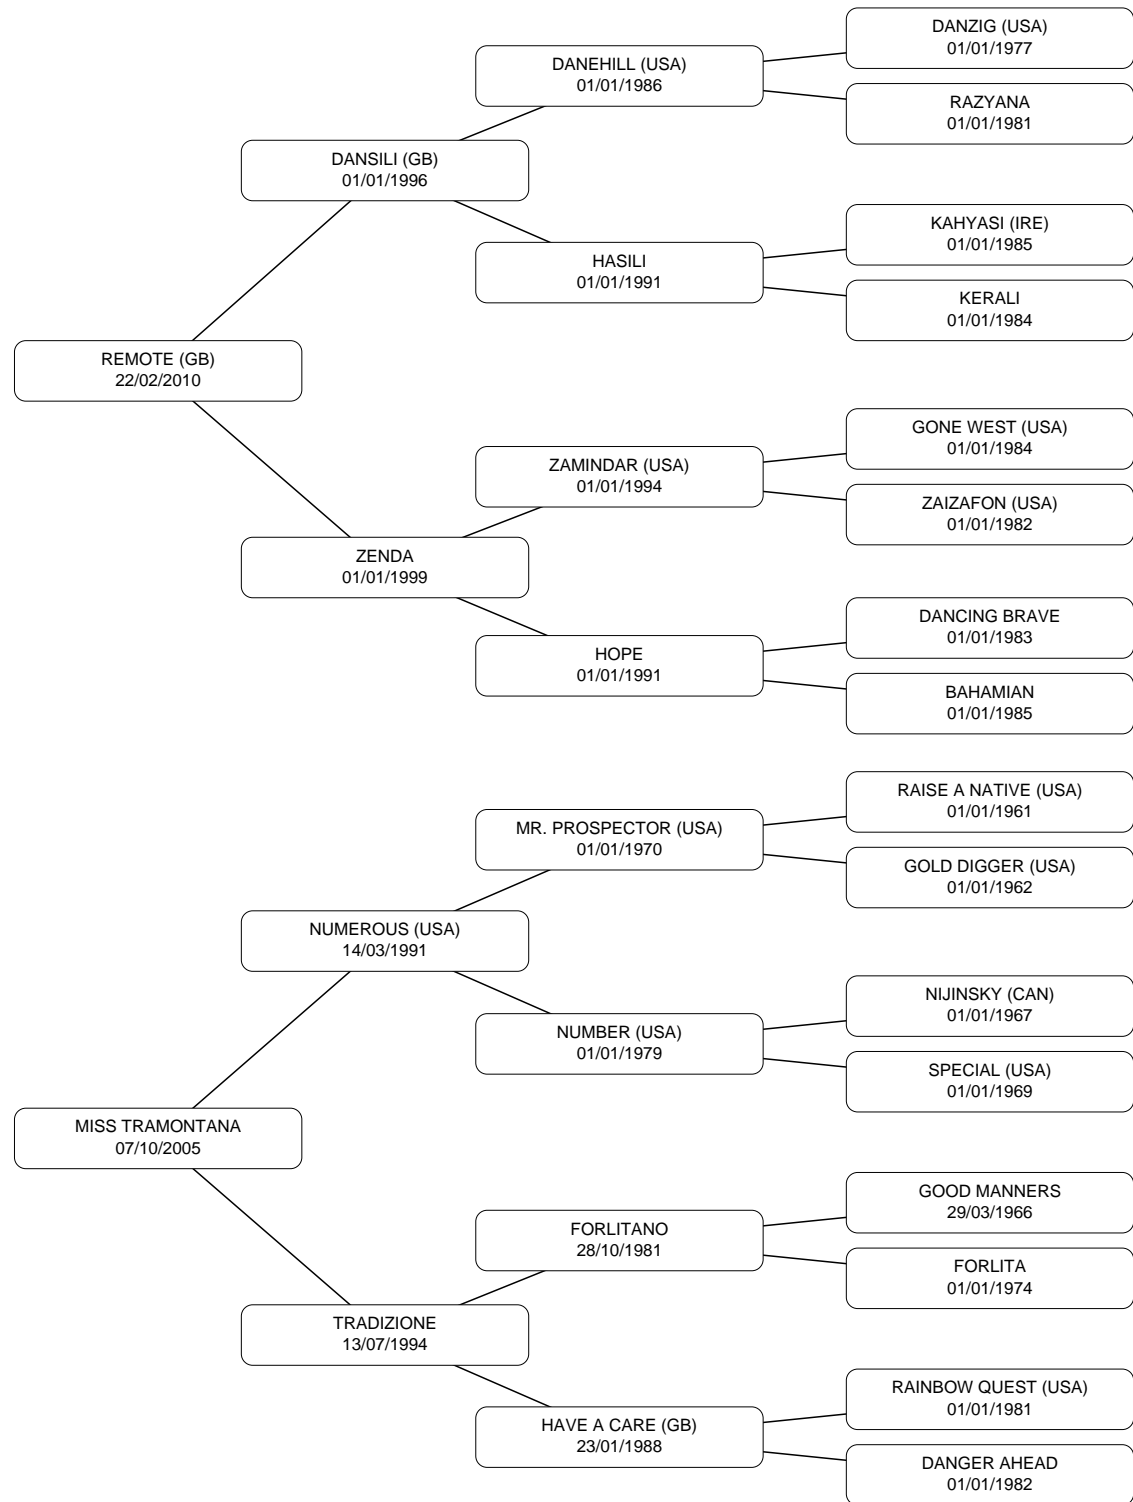 DANZIG (USA)
01/01/1977
DANEHILL (USA)
01/01/1986
RAZYANA
01/01/1981
DANSILI (GB)
01/01/1996
KAHYASI (IRE)
01/01/1985
HASILI
01/01/1991
KERALI
01/01/1984
REMOTE (GB)
22/02/2010
GONE WEST (USA)
01/01/1984
ZAMINDAR (USA)
01/01/1994
ZAIZAFON (USA)
01/01/1982
ZENDA
01/01/1999
DANCING BRAVE
01/01/1983
HOPE
01/01/1991
BAHAMIAN
01/01/1985
RAISE A NATIVE (USA)
01/01/1961
MR. PROSPECTOR (USA)
01/01/1970
GOLD DIGGER (USA)
01/01/1962
NUMEROUS (USA)
14/03/1991
NIJINSKY (CAN)
01/01/1967
NUMBER (USA)
01/01/1979
SPECIAL (USA)
01/01/1969
MISS TRAMONTANA
07/10/2005
GOOD MANNERS
29/03/1966
FORLITANO
28/10/1981
FORLITA
01/01/1974
TRADIZIONE
13/07/1994
RAINBOW QUEST (USA)
01/01/1981
HAVE A CARE (GB)
23/01/1988
DANGER AHEAD
01/01/1982